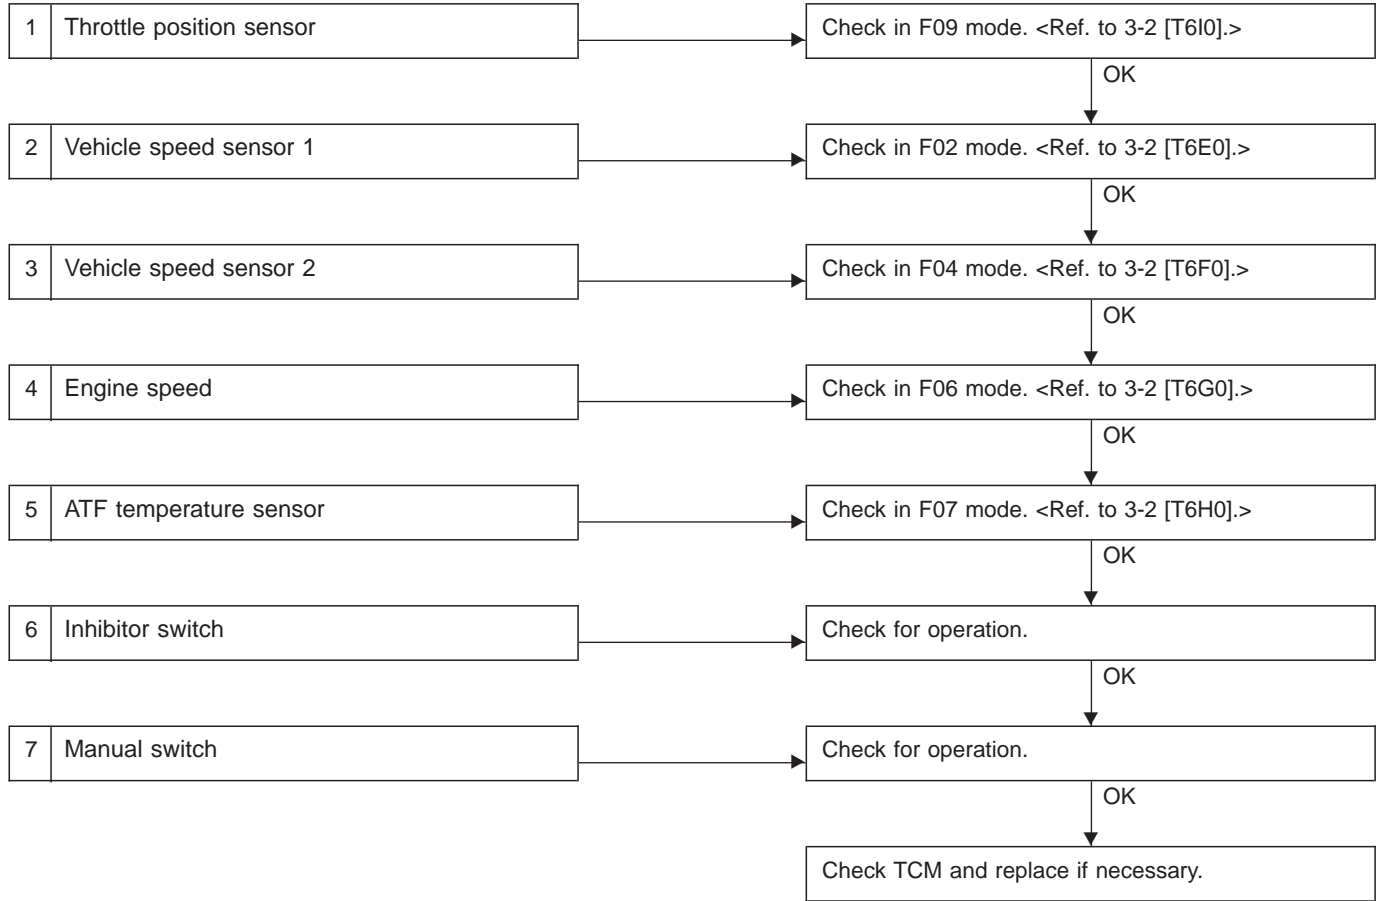 1 Throttle position sensor
Check in F09 mode. <Ref. to 3-2 [T6I0].>
OK
2 Vehicle speed sensor 1
Check in F02 mode. <Ref. to 3-2 [T6E0].>
OK
3 Vehicle speed sensor 2
Check in F04 mode. <Ref. to 3-2 [T6F0].>
OK
4 Engine speed
Check in F06 mode. <Ref. to 3-2 [T6G0].>
OK
5 ATF temperature sensor
Check in F07 mode. <Ref. to 3-2 [T6H0].>
OK
6 Inhibitor switch
Check for operation.
OK
7 Manual switch
Check for operation.
OK
Check TCM and replace if necessary.